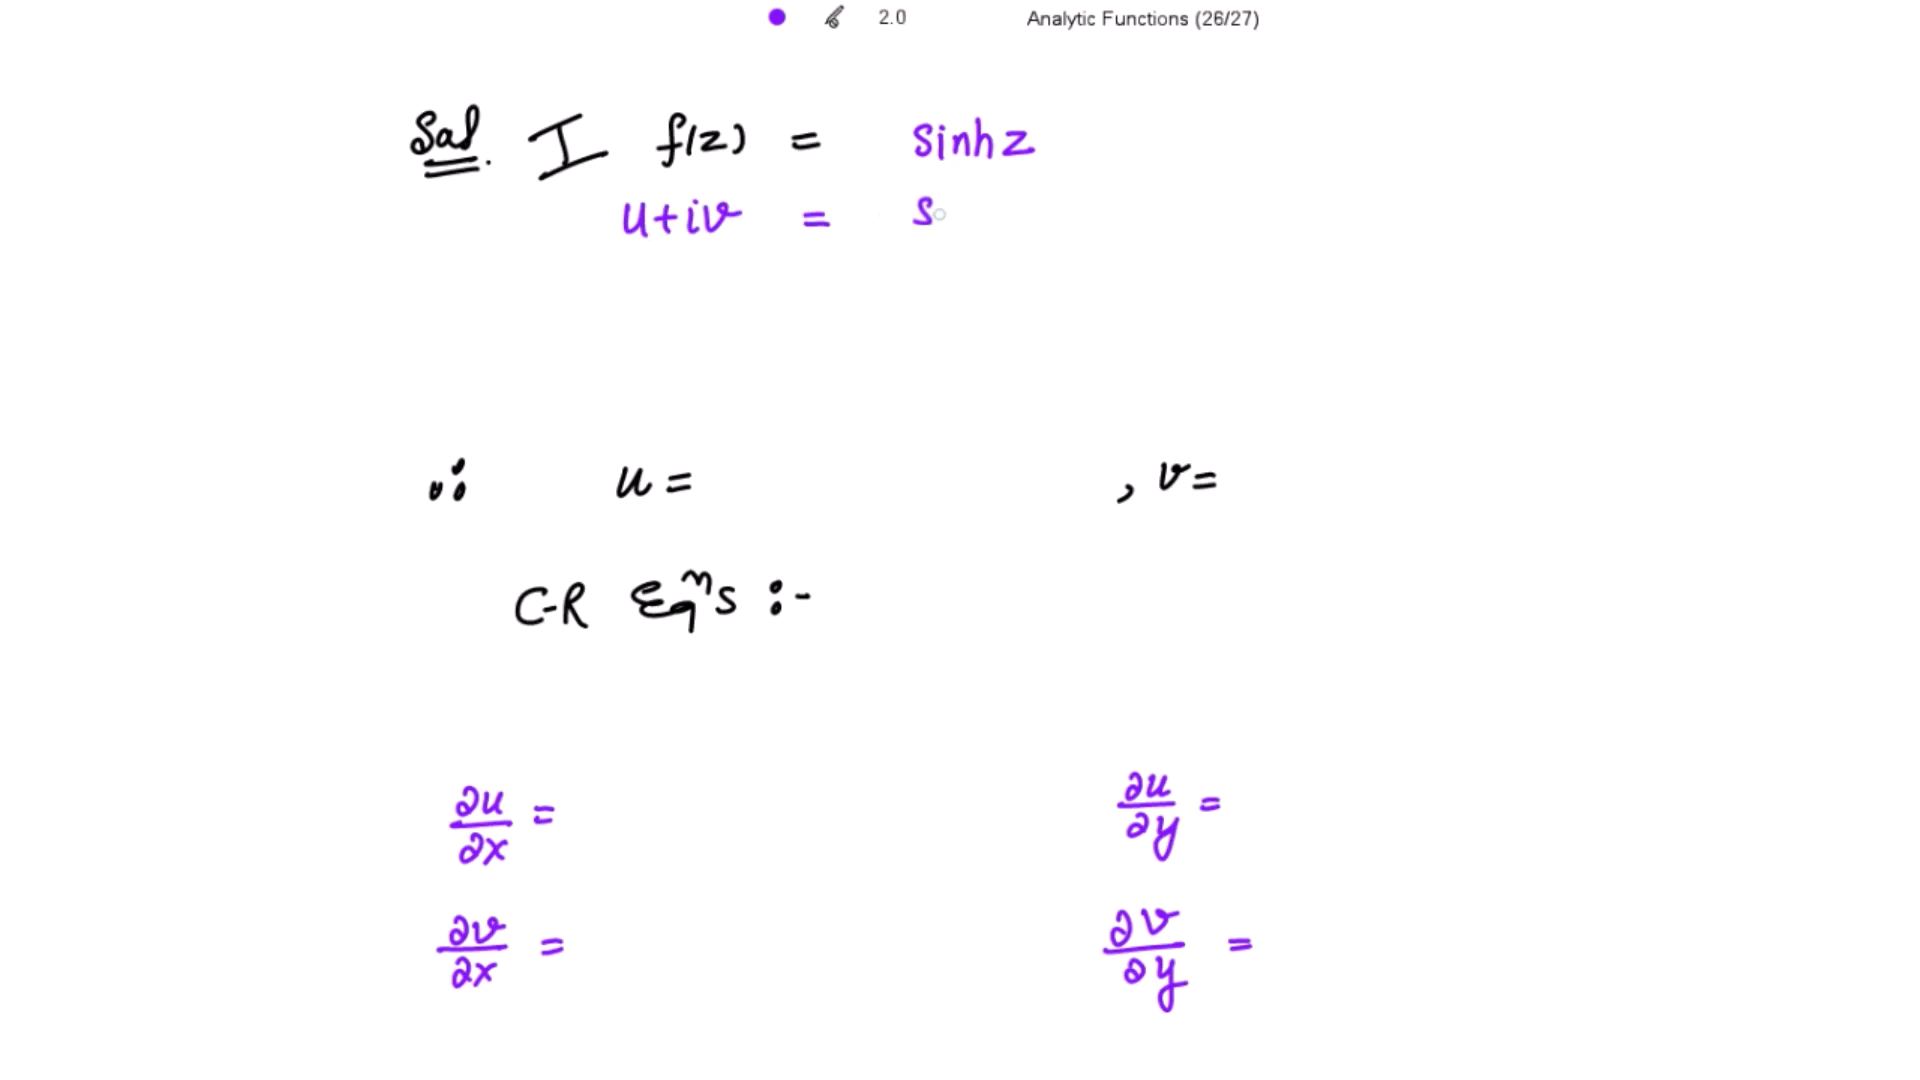 2.0 Analytic Functions (26/27)
Sol. I f(z) = sinhz
u+iv = s
∴ u = , v =
C-R Eqⁿs :-
∂u/∂x = ∂u/∂y =
∂v/∂x = ∂v/∂y =